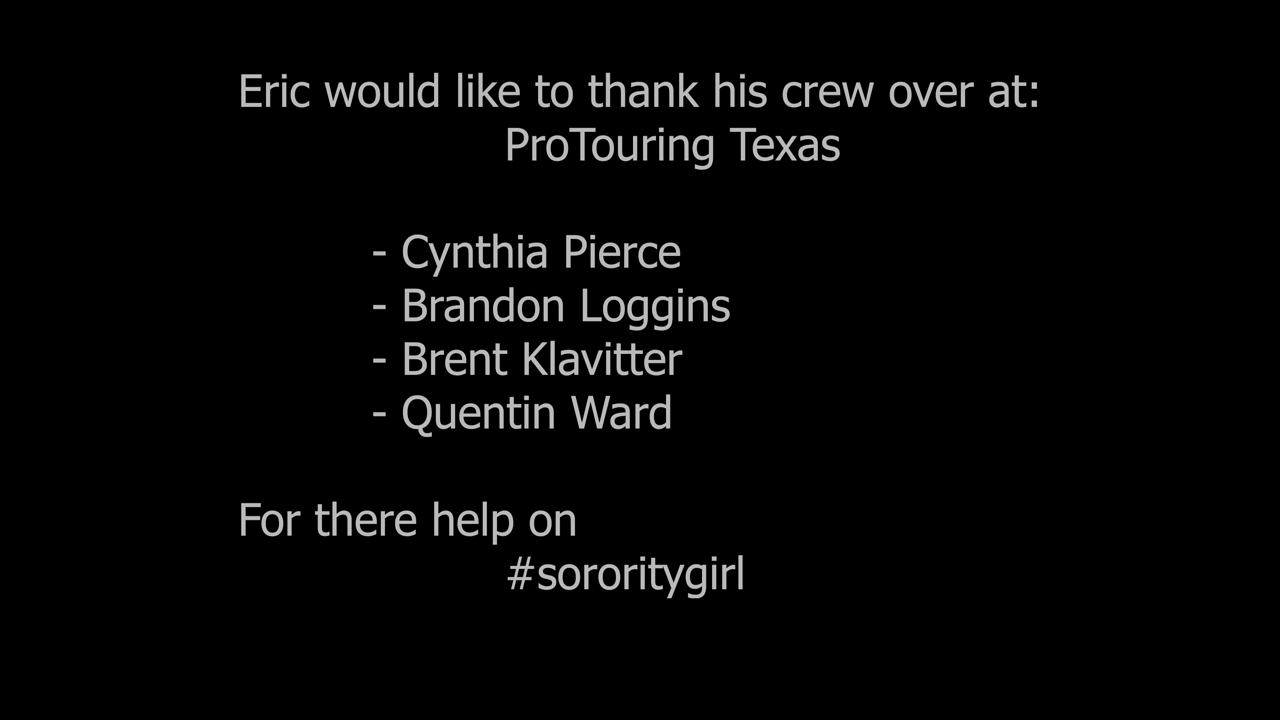 Eric would like to thank his crew over at:
ProTouring Texas
- Cynthia Pierce
- Brandon Loggins
- Brent Klavitter
- Quentin Ward
For there help on
#sororitygirl